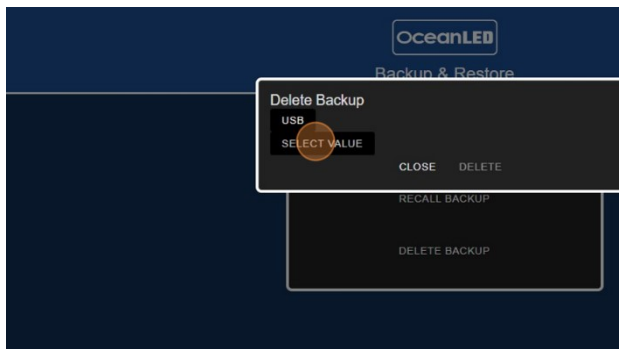 OceanLED
Backup & Restore
Delete Backup
USB
SELECT VALUE
CLOSE DELETE
RECALL BACKUP
DELETE BACKUP